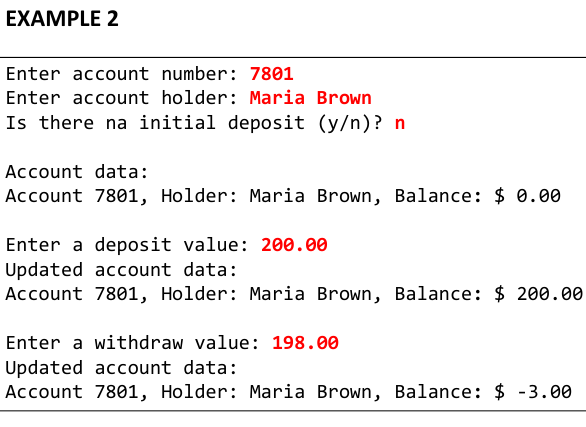 EXAMPLE 2
Enter account number: 7801
Enter account holder: Maria Brown
Is there na initial deposit (y/n)? n
Account data:
Account 7801, Holder: Maria Brown, Balance: $ 0.00
Enter a deposit value: 200.00
Updated account data:
Account 7801, Holder: Maria Brown, Balance: $ 200.00
Enter a withdraw value: 198.00
Updated account data:
Account 7801, Holder: Maria Brown, Balance: $ -3.00